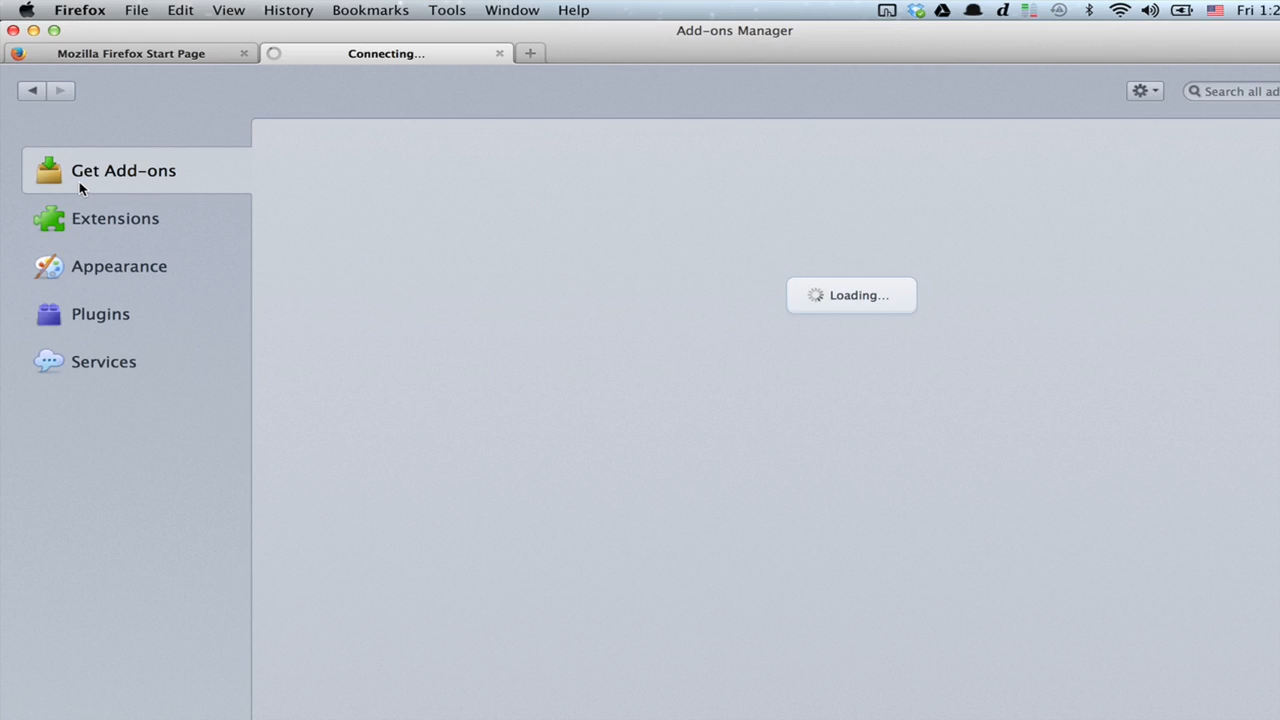 Firefox File Edit View History Bookmarks Tools Window Help Fri 1:2
Add-ons Manager
Mozilla Firefox Start Page Connecting...
Search all ad
Get Add-ons
Extensions
Appearance
Plugins
Services
Loading...